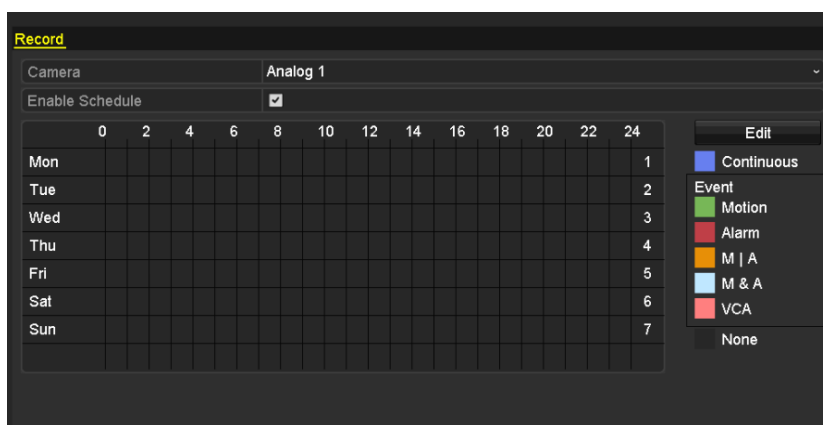 Record
Camera Analog 1
Enable Schedule
0 2 4 6 8 10 12 14 16 18 20 22 24
Edit
Mon 1
Continuous
Tue 2
Event
Motion
Wed 3
Alarm
Thu 4
M | A
Fri 5
M & A
Sat 6
VCA
Sun 7
None